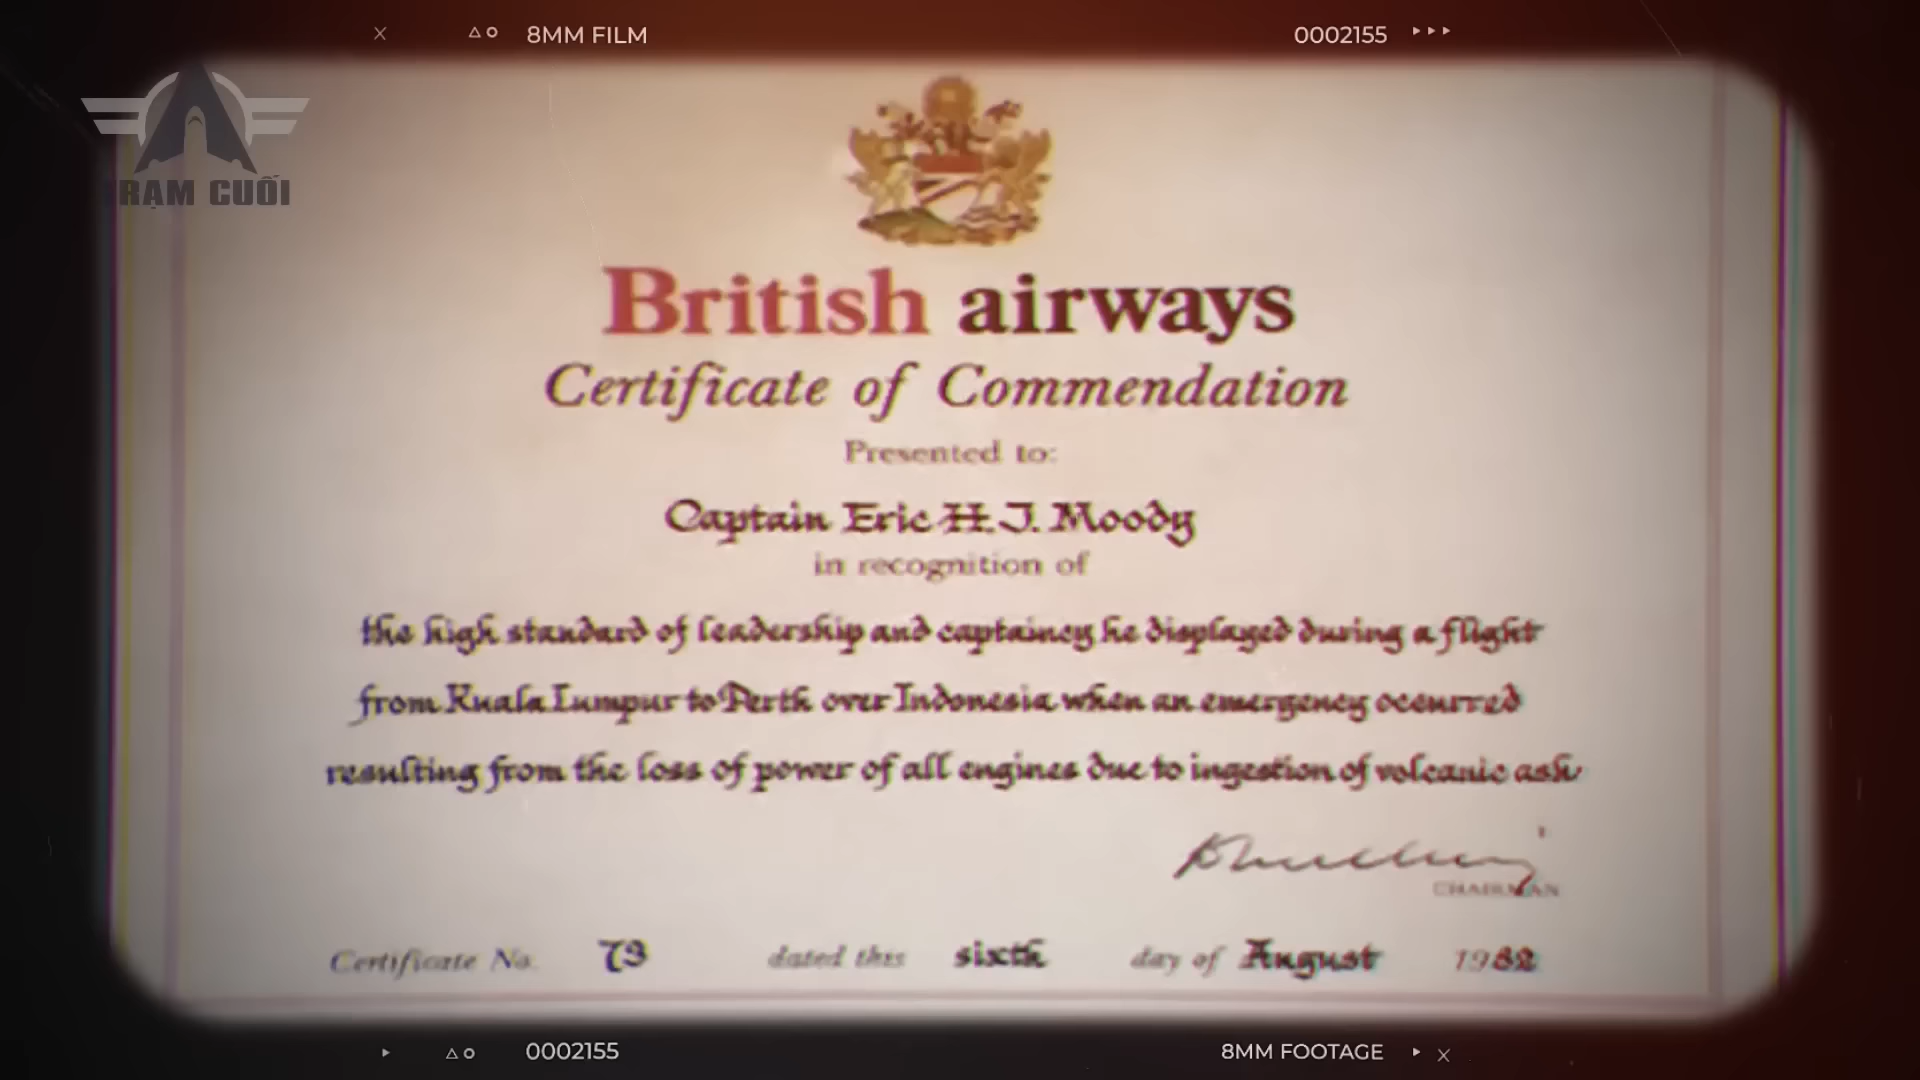 8MM FILM
0002155
TRẠM CUỐI
British airways
Certificate of Commendation
Presented to:
Captain Eric H.J. Moody
in recognition of
the high standard of leadership and captaincy he displayed during a flight
from Kuala Lumpur to Perth over Indonesia when an emergency ocurred
resulting from the loss of power of all engines due to ingestion of volcanic ash
CHAIRMAN
Certificate No. 73 dated this sixth day of August 1982
0002155
8MM FOOTAGE